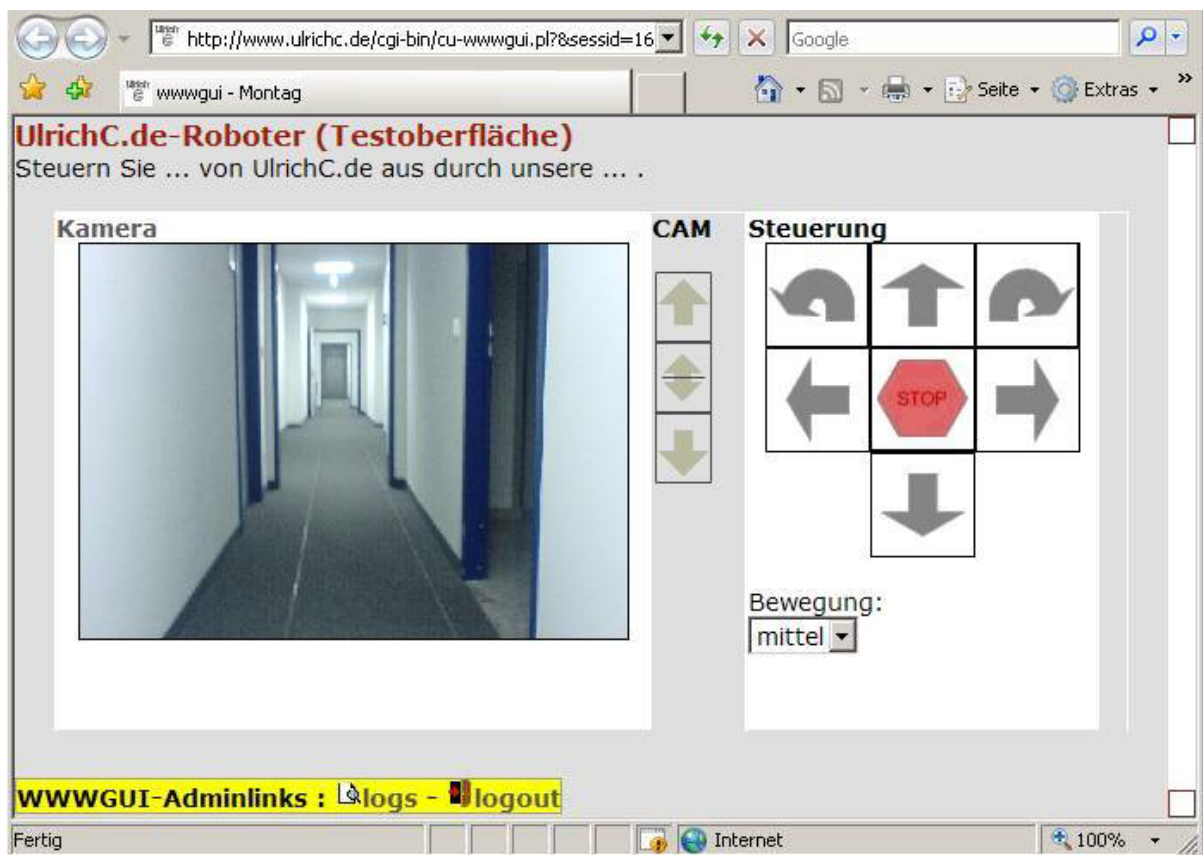 http://www.ulrichc.de/cgi-bin/cu-wwwgui.pl?&sessid=16
Google
wwwgui - Montag
Seite
Extras
»
UlrichC.de-Roboter (Testoberfläche)
Steuern Sie ... von UlrichC.de aus durch unsere ... .
Kamera
CAM
Steuerung
STOP
Bewegung:
mittel
WWWGUI-Adminlinks : logs - logout
Fertig
Internet
100%